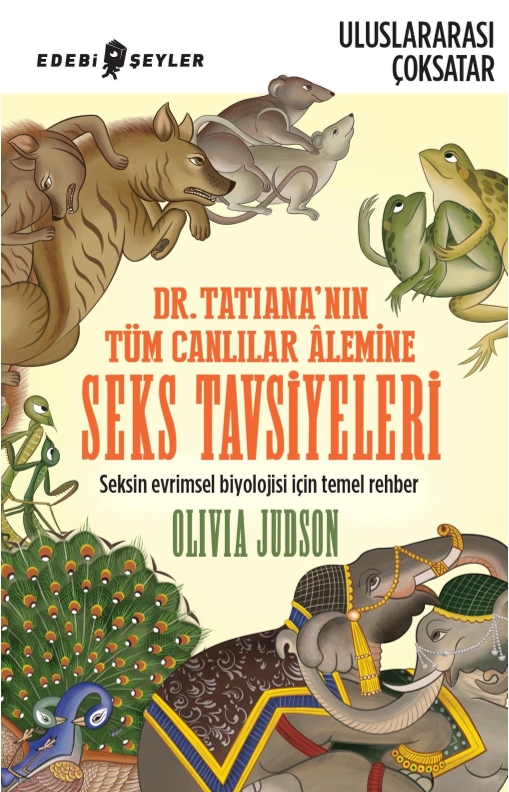 EDEBİ ŞEYLER
ULUSLARARASI
ÇOKSATAR
DR. TATIANA'NIN
TÜM CANLILAR ÂLEMİNE
SEKS TAVSİYELERİ
Seksin evrimsel biyolojisi için temel rehber
OLIVIA JUDSON